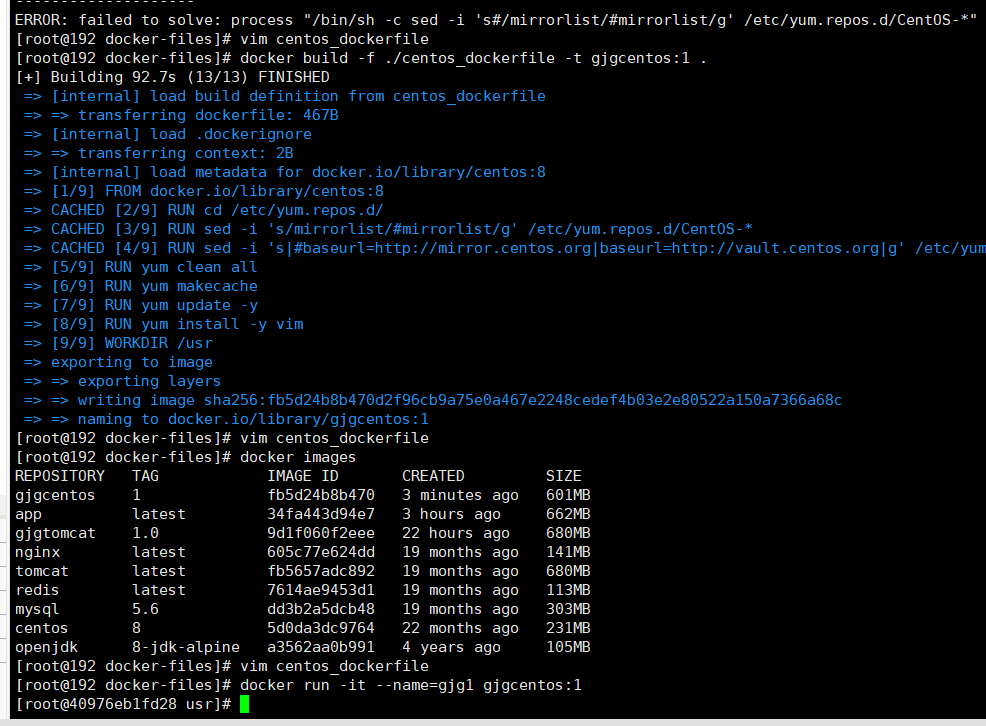 --------------------
ERROR: failed to solve: process "/bin/sh -c sed -i 's#/mirrorlist/#mirrorlist/g' /etc/yum.repos.d/CentOS-*"
[root@192 docker-files]# vim centos_dockerfile
[root@192 docker-files]# docker build -f ./centos_dockerfile -t gjgcentos:1 .
[+] Building 92.7s (13/13) FINISHED
=> [internal] load build definition from centos_dockerfile
=> => transferring dockerfile: 467B
=> [internal] load .dockerignore
=> => transferring context: 2B
=> [internal] load metadata for docker.io/library/centos:8
=> [1/9] FROM docker.io/library/centos:8
=> CACHED [2/9] RUN cd /etc/yum.repos.d/
=> CACHED [3/9] RUN sed -i 's/mirrorlist/#mirrorlist/g' /etc/yum.repos.d/CentOS-*
=> CACHED [4/9] RUN sed -i 's|#baseurl=http://mirror.centos.org|baseurl=http://vault.centos.org|g' /etc/yum
=> [5/9] RUN yum clean all
=> [6/9] RUN yum makecache
=> [7/9] RUN yum update -y
=> [8/9] RUN yum install -y vim
=> [9/9] WORKDIR /usr
=> exporting to image
=> => exporting layers
=> => writing image sha256:fb5d24b8b470d2f96cb9a75e0a467e2248cedef4b03e2e80522a150a7366a68c
=> => naming to docker.io/library/gjgcentos:1
[root@192 docker-files]# vim centos_dockerfile
[root@192 docker-files]# docker images
REPOSITORY TAG IMAGE ID CREATED SIZE
gjgcentos 1 fb5d24b8b470 3 minutes ago 601MB
app latest 34fa443d94e7 3 hours ago 662MB
gjgtomcat 1.0 9d1f060f2eee 22 hours ago 680MB
nginx latest 605c77e624dd 19 months ago 141MB
tomcat latest fb5657adc892 19 months ago 680MB
redis latest 7614ae9453d1 19 months ago 113MB
mysql 5.6 dd3b2a5dcb48 19 months ago 303MB
centos 8 5d0da3dc9764 22 months ago 231MB
openjdk 8-jdk-alpine a3562aa0b991 4 years ago 105MB
[root@192 docker-files]# vim centos_dockerfile
[root@192 docker-files]# docker run -it --name=gjg1 gjgcentos:1
[root@40976eb1fd28 usr]#